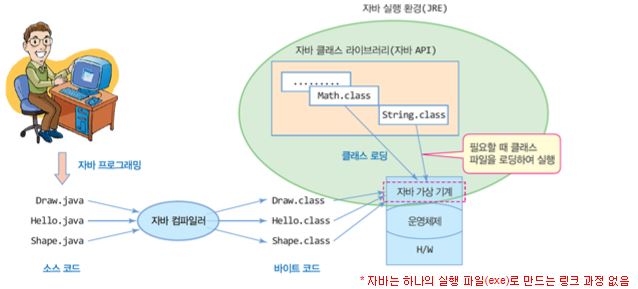 자바 실행 환경(JRE)
자바 클래스 라이브러리(자바 API)
.........
Math.class
String.class
클래스 로딩
필요할 때 클래스
파일을 로딩하여 실행
자바 프로그래밍
Draw.java
Hello.java
Shape.java
소스 코드
자바 컴파일러
Draw.class
Hello.class
Shape.class
바이트 코드
자바 가상 기계
운영체제
H/W
* 자바는 하나의 실행 파일(exe)로 만드는 링크 과정 없음